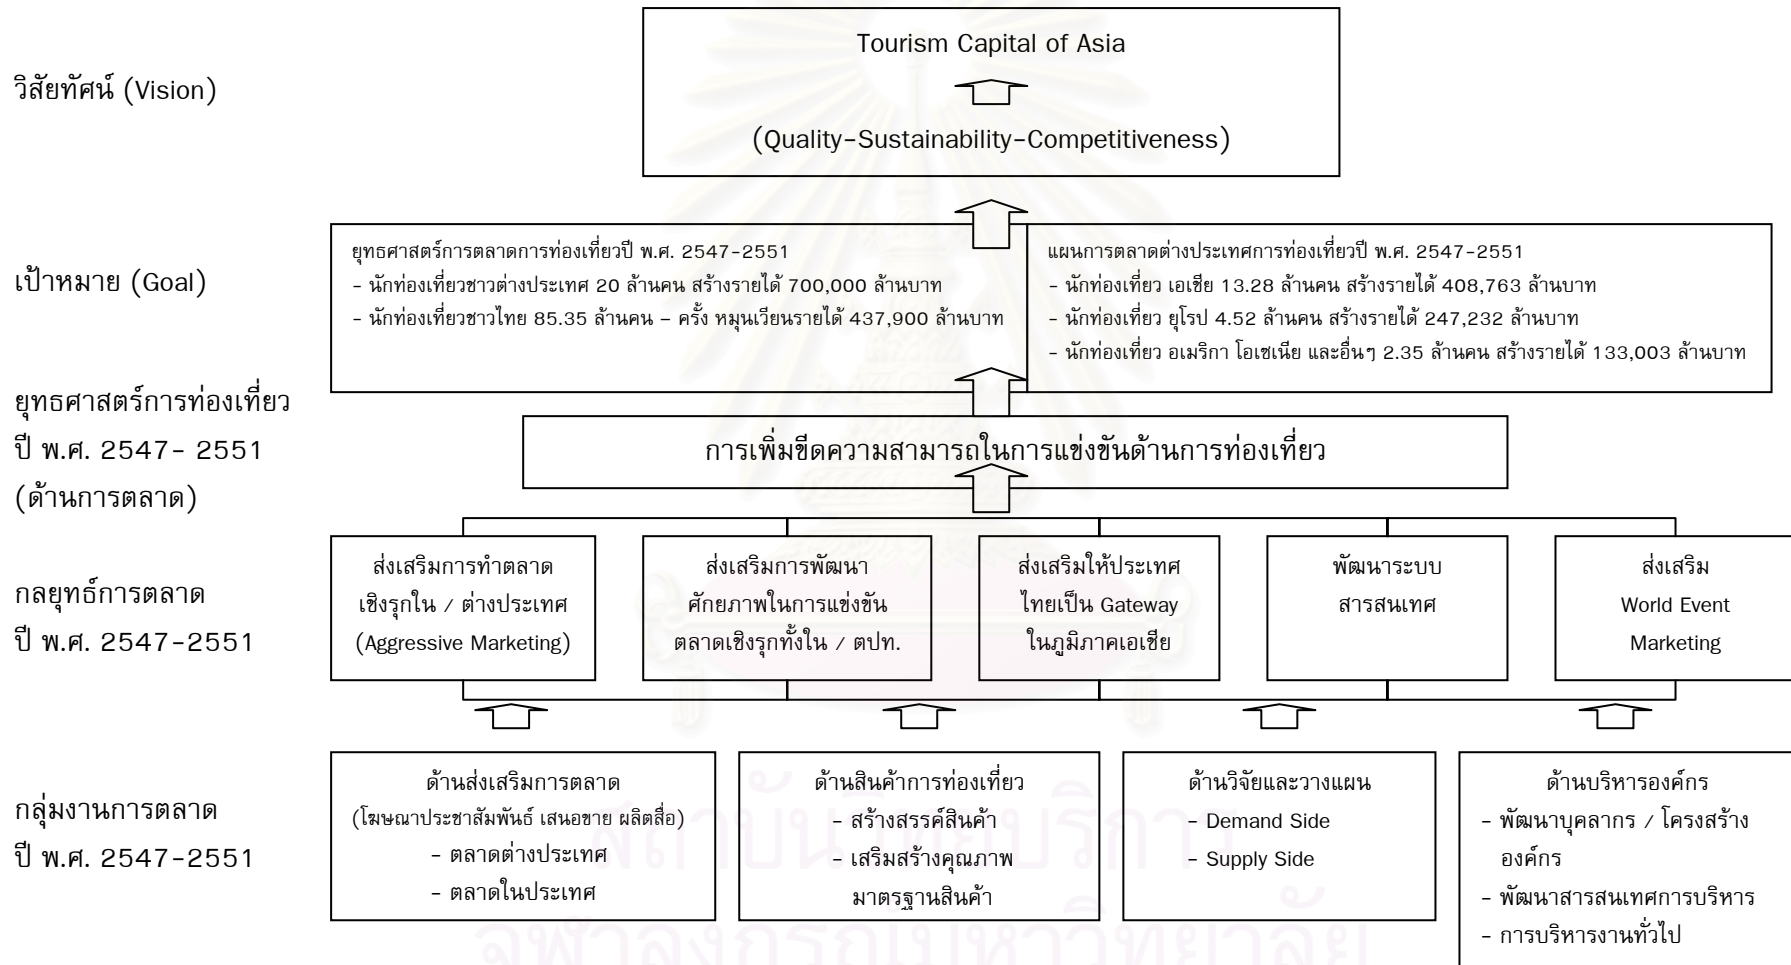 วิสัยทัศน์ (Vision)
Tourism Capital of Asia
(Quality-Sustainability-Competitiveness)
เป้าหมาย (Goal)
ยุทธศาสตร์การตลาดการท่องเที่ยวปี พ.ศ. 2547-2551
- นักท่องเที่ยวชาวต่างประเทศ 20 ล้านคน สร้างรายได้ 700,000 ล้านบาท
- นักท่องเที่ยวชาวไทย 85.35 ล้านคน – ครั้ง หมุนเวียนรายได้ 437,900 ล้านบาท
แผนการตลาดต่างประเทศการท่องเที่ยวปี พ.ศ. 2547-2551
- นักท่องเที่ยว เอเชีย 13.28 ล้านคน สร้างรายได้ 408,763 ล้านบาท
- นักท่องเที่ยว ยุโรป 4.52 ล้านคน สร้างรายได้ 247,232 ล้านบาท
- นักท่องเที่ยว อเมริกา โอเชเนีย และอื่นๆ 2.35 ล้านคน สร้างรายได้ 133,003 ล้านบาท
ยุทธศาสตร์การท่องเที่ยว
ปี พ.ศ. 2547- 2551
(ด้านการตลาด)
การเพิ่มขีดความสามารถในการแข่งขันด้านการท่องเที่ยว
กลยุทธ์การตลาด
ปี พ.ศ. 2547-2551
ส่งเสริมการทำตลาด
เชิงรุกใน / ต่างประเทศ
(Aggressive Marketing)
ส่งเสริมการพัฒนา
ศักยภาพในการแข่งขัน
ตลาดเชิงรุกทั้งใน / ตปท.
ส่งเสริมให้ประเทศ
ไทยเป็น Gateway
ในภูมิภาคเอเชีย
พัฒนาระบบ
สารสนเทศ
ส่งเสริม
World Event
Marketing
กลุ่มงานการตลาด
ปี พ.ศ. 2547-2551
ด้านส่งเสริมการตลาด
(โฆษณาประชาสัมพันธ์ เสนอขาย ผลิตสื่อ)
- ตลาดต่างประเทศ
- ตลาดในประเทศ
ด้านสินค้าการท่องเที่ยว
- สร้างสรรค์สินค้า
- เสริมสร้างคุณภาพ
มาตรฐานสินค้า
ด้านวิจัยและวางแผน
- Demand Side
- Supply Side
ด้านบริหารองค์กร
- พัฒนาบุคลากร / โครงสร้าง
องค์กร
- พัฒนาสารสนเทศการบริหาร
- การบริหารงานทั่วไป
สถาบันวิทยบริการ
จุฬาลงกรณ์มหาวิทยาลัย